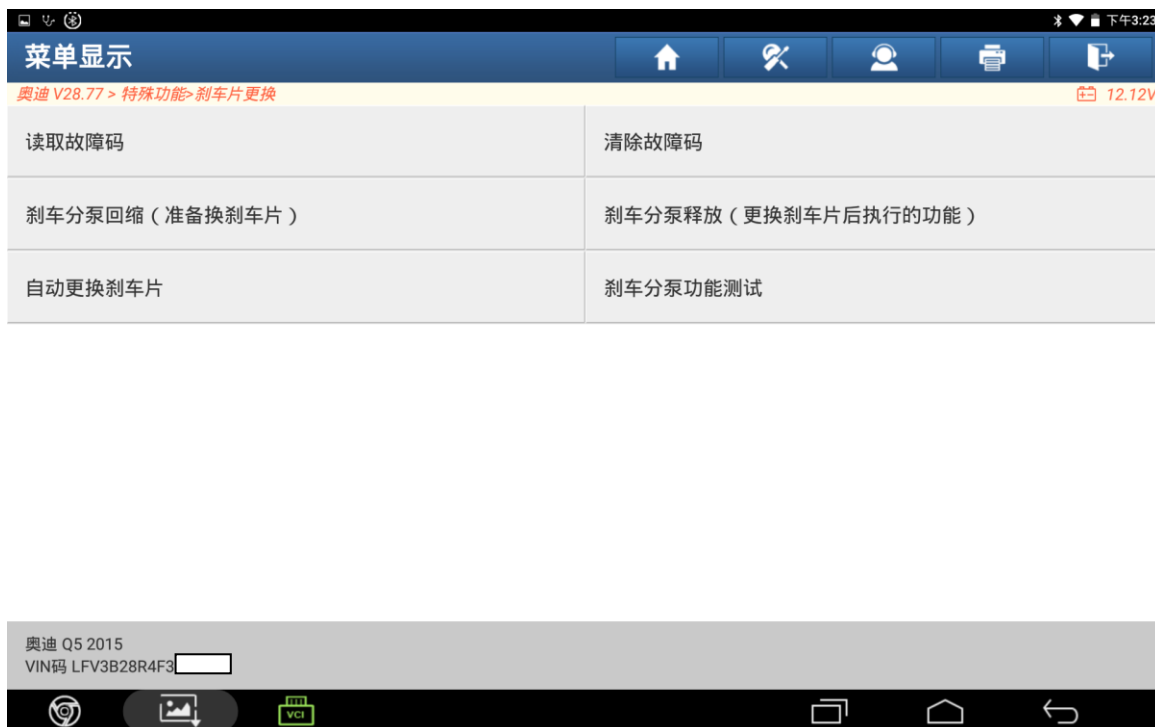 下午3:23
菜单显示
奥迪 V28.77 > 特殊功能>刹车片更换
12.12V
读取故障码
清除故障码
刹车分泵回缩（准备换刹车片）
刹车分泵释放（更换刹车片后执行的功能）
自动更换刹车片
刹车分泵功能测试
奥迪 Q5 2015
VIN码 LFV3B28R4F3
VCI